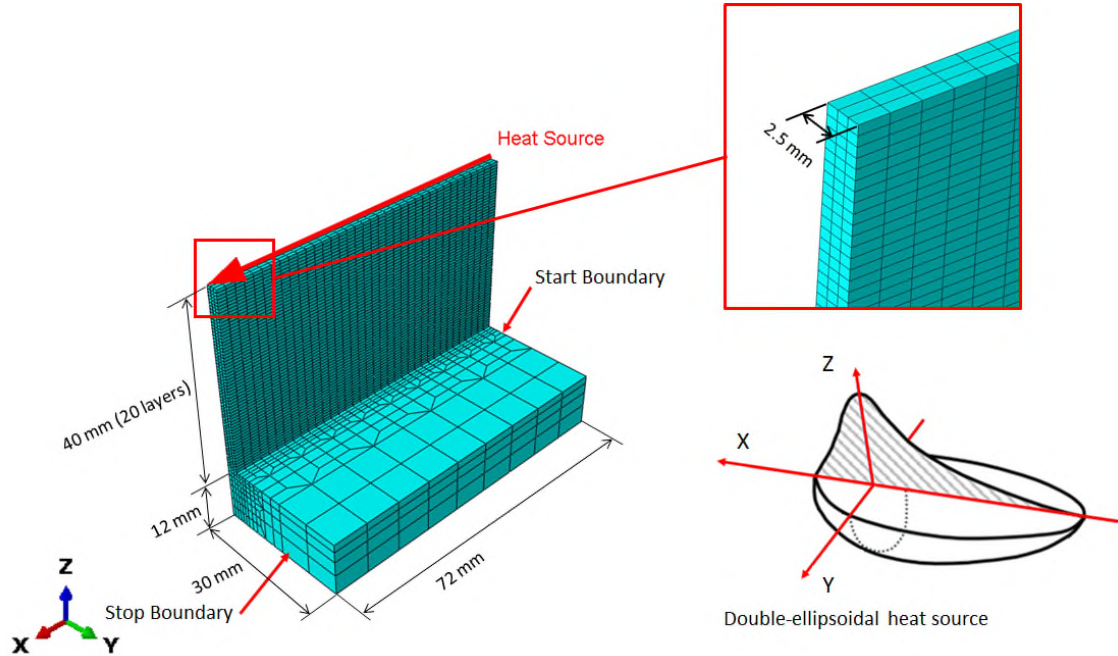 Heat Source
2.5 mm
Start Boundary
40 mm (20 layers)
12 mm
30 mm
72 mm
Stop Boundary
Z
X
Y
Z
X
Y
Double-ellipsoidal heat source